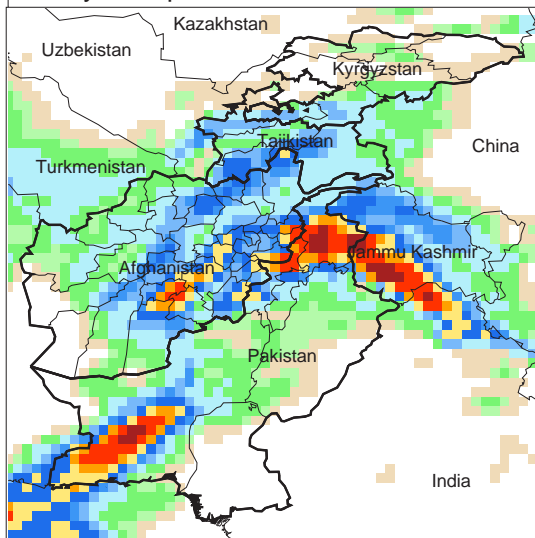 Kazakhstan
Uzbekistan
Kyrgyzstan
Tajikistan
China
Turkmenistan
Jammu Kashmir
Afghanistan
Pakistan
India